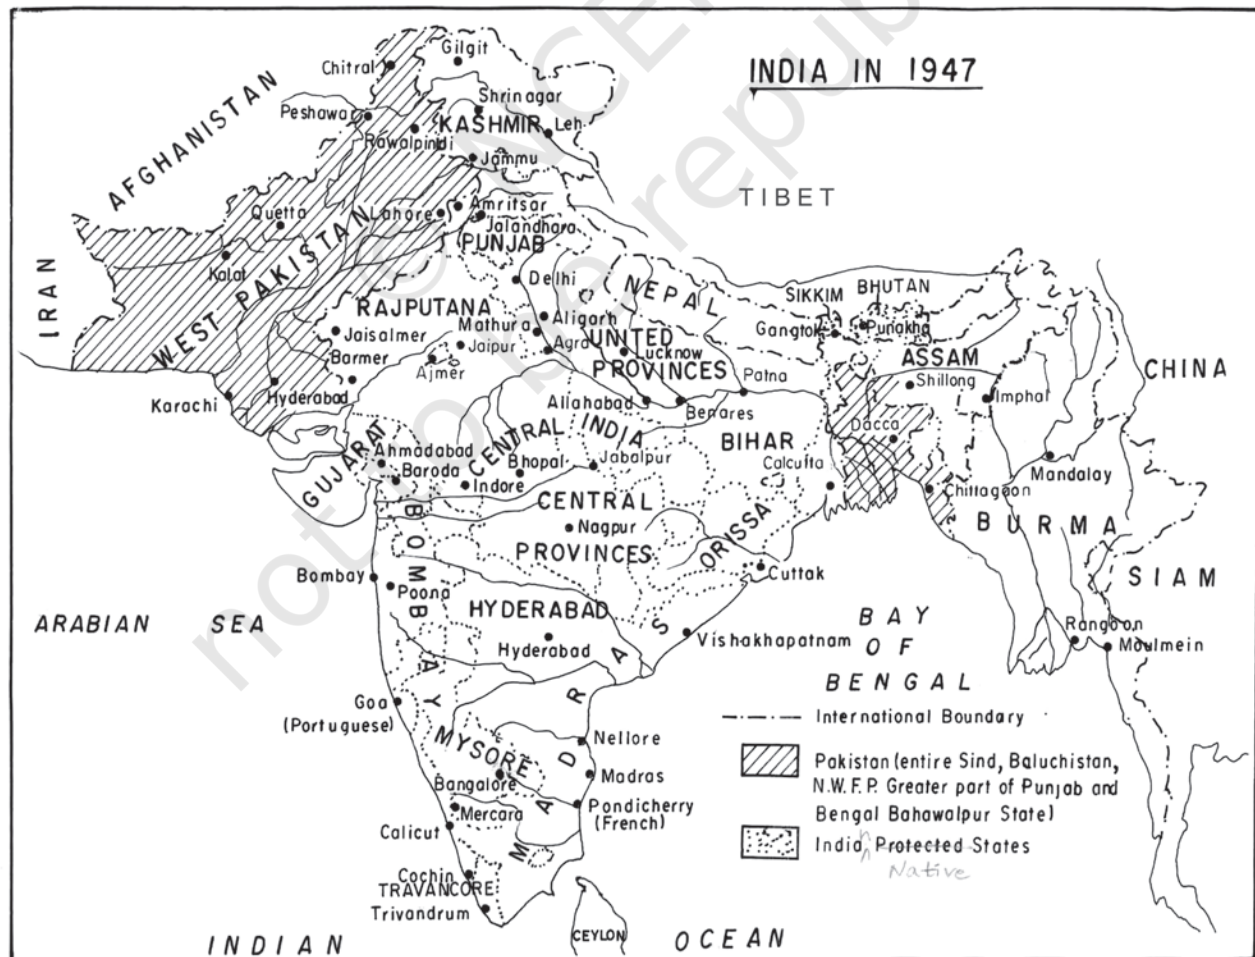 INDIA IN 1947
Gilgit
Chitral
AFGHANISTAN
Shrinagar
Peshawar
KASHMIR
Leh
Rawalpindi
Jammu
TIBET
Quetta
Lahore
Amritsar
Jalandhara
PUNJAB
Kalat
WEST PAKISTAN
IRAN
Delhi
NEPAL
SIKKIM
BHUTAN
RAJPUTANA
Jaisalmer
Mathura
Aligarh
UNITED
PROVINCES
Gangtok
Punakha
Barmer
Jaipur
Agra
Lucknow
ASSAM
Ajmer
Patna
Shillong
CHINA
Karachi
Hyderabad
Allahabad
Benares
Imphal
GUJARAT
CENTRAL INDIA
BIHAR
Dacca
Ahmadabad
Baroda
Bhopal
Jabalpur
Calcutta
Mandalay
Indore
CENTRAL
PROVINCES
Chittagoon
BURMA
Nagpur
ORISSA
BOMBAY
Bombay
Poona
Cuttak
SIAM
HYDERABAD
Hyderabad
ARABIAN SEA
Vishakhapatnam
BAY
OF
BENGAL
Rangoon
Moulmein
Goa
(Portuguese)
MADRAS
MYSORE
Nellore
Bangalore
Madras
Mercara
Pondicherry
(French)
Calicut
Cochin
TRAVANCORE
Trivandrum
CEYLON
INDIAN OCEAN
International Boundary
Pakistan (entire Sind, Baluchistan,
N.W.F.P. Greater part of Punjab and
Bengal Bahawalpur State)
India n Protected States
Native
© NCERT
not to be republished